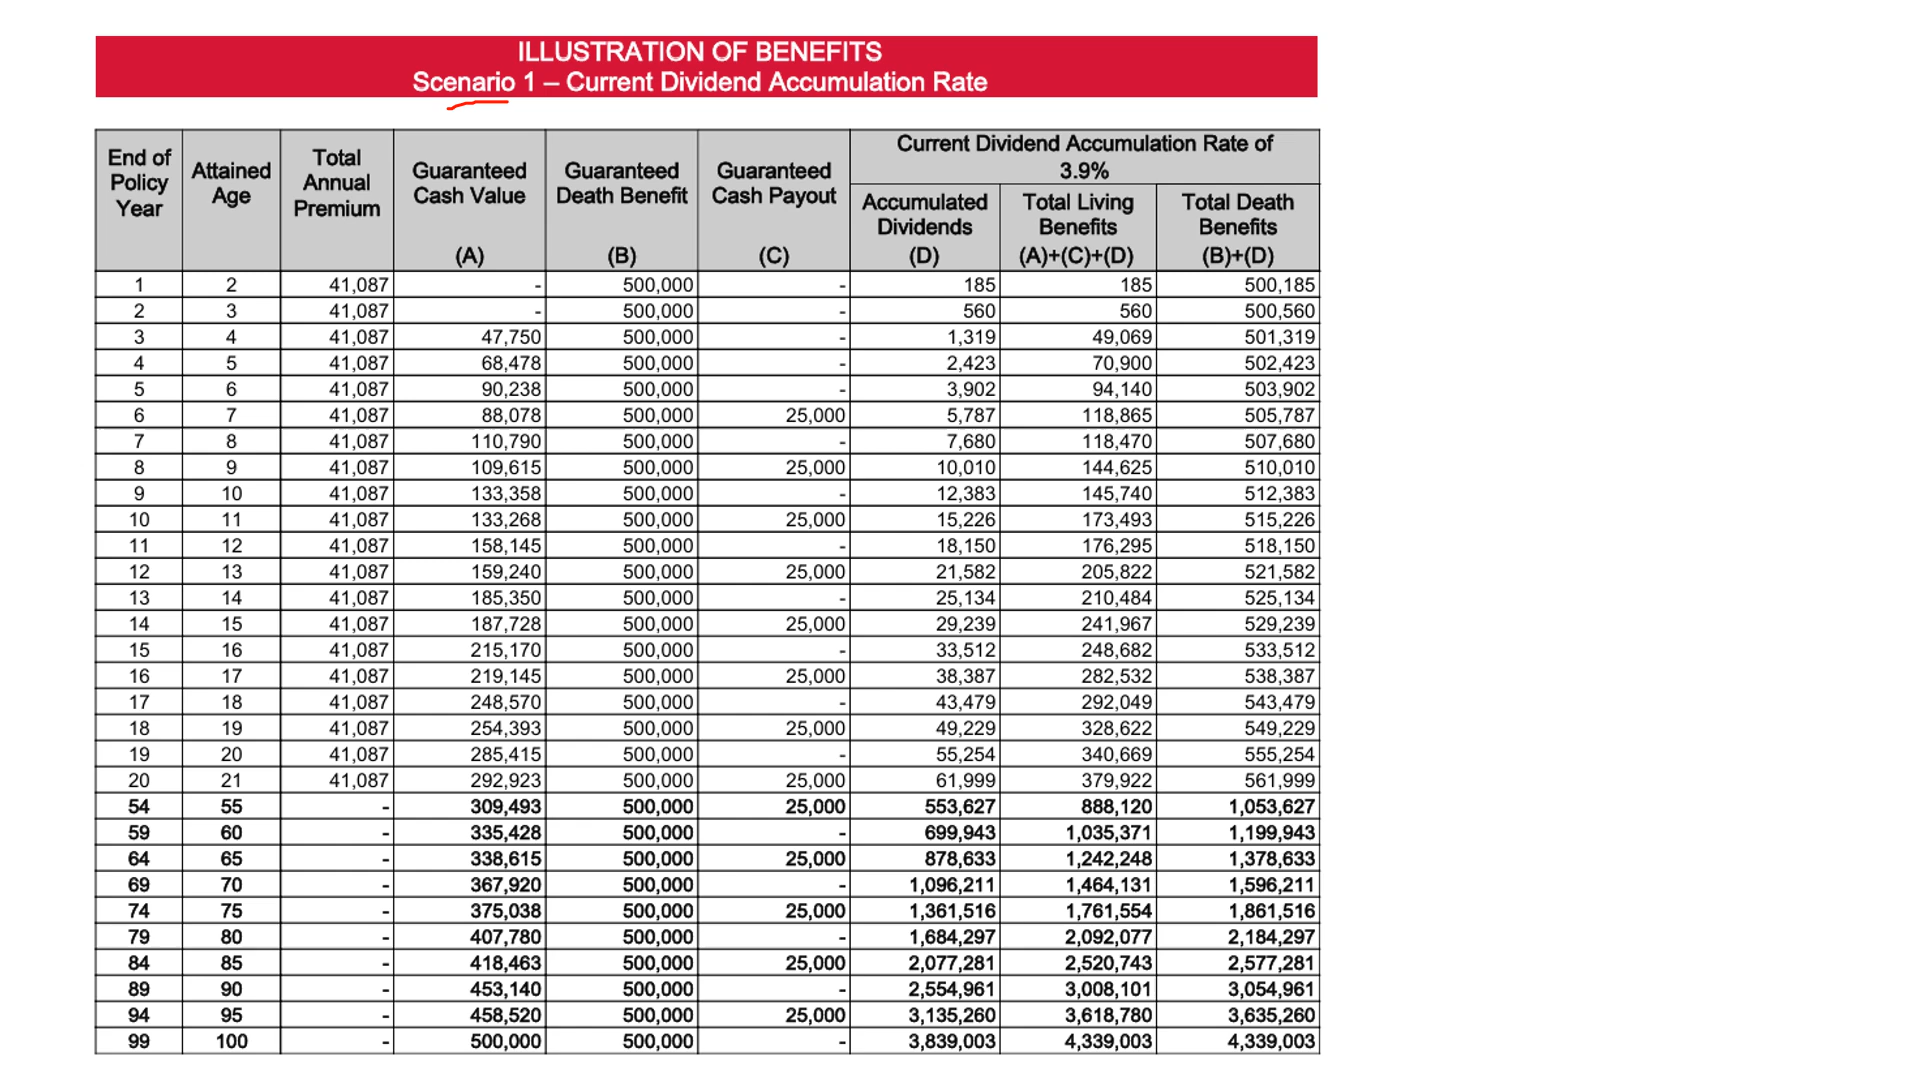 ILLUSTRATION OF BENEFITS
Scenario 1 – Current Dividend Accumulation Rate
End of Policy Year Attained Age Total Annual Premium Guaranteed Cash Value (A) Guaranteed Death Benefit (B) Guaranteed Cash Payout (C) Current Dividend Accumulation Rate of 3.9%
Accumulated Dividends (D) Total Living Benefits (A)+(C)+(D) Total Death Benefits (B)+(D)
1 2 41,087 - 500,000 - 185 185 500,185
2 3 41,087 - 500,000 - 560 560 500,560
3 4 41,087 47,750 500,000 - 1,319 49,069 501,319
4 5 41,087 68,478 500,000 - 2,423 70,900 502,423
5 6 41,087 90,238 500,000 - 3,902 94,140 503,902
6 7 41,087 88,078 500,000 25,000 5,787 118,865 505,787
7 8 41,087 110,790 500,000 - 7,680 118,470 507,680
8 9 41,087 109,615 500,000 25,000 10,010 144,625 510,010
9 10 41,087 133,358 500,000 - 12,383 145,740 512,383
10 11 41,087 133,268 500,000 25,000 15,226 173,493 515,226
11 12 41,087 158,145 500,000 - 18,150 176,295 518,150
12 13 41,087 159,240 500,000 25,000 21,582 205,822 521,582
13 14 41,087 185,350 500,000 - 25,134 210,484 525,134
14 15 41,087 187,728 500,000 25,000 29,239 241,967 529,239
15 16 41,087 215,170 500,000 - 33,512 248,682 533,512
16 17 41,087 219,145 500,000 25,000 38,387 282,532 538,387
17 18 41,087 248,570 500,000 - 43,479 292,049 543,479
18 19 41,087 254,393 500,000 25,000 49,229 328,622 549,229
19 20 41,087 285,415 500,000 - 55,254 340,669 555,254
20 21 41,087 292,923 500,000 25,000 61,999 379,922 561,999
54 55 - 309,493 500,000 25,000 553,627 888,120 1,053,627
59 60 - 335,428 500,000 - 699,943 1,035,371 1,199,943
64 65 - 338,615 500,000 25,000 878,633 1,242,248 1,378,633
69 70 - 367,920 500,000 - 1,096,211 1,464,131 1,596,211
74 75 - 375,038 500,000 25,000 1,361,516 1,761,554 1,861,516
79 80 - 407,780 500,000 - 1,684,297 2,092,077 2,184,297
84 85 - 418,463 500,000 25,000 2,077,281 2,520,743 2,577,281
89 90 - 453,140 500,000 - 2,554,961 3,008,101 3,054,961
94 95 - 458,520 500,000 25,000 3,135,260 3,618,780 3,635,260
99 100 - 500,000 500,000 - 3,839,003 4,339,003 4,339,003